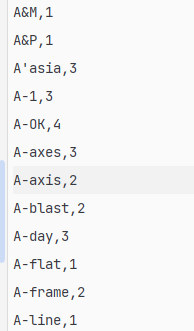 A&M,1
A&P,1
A'asia,3
A-1,3
A-OK,4
A-axes,3
A-axis,2
A-blast,2
A-day,3
A-flat,1
A-frame,2
A-line,1